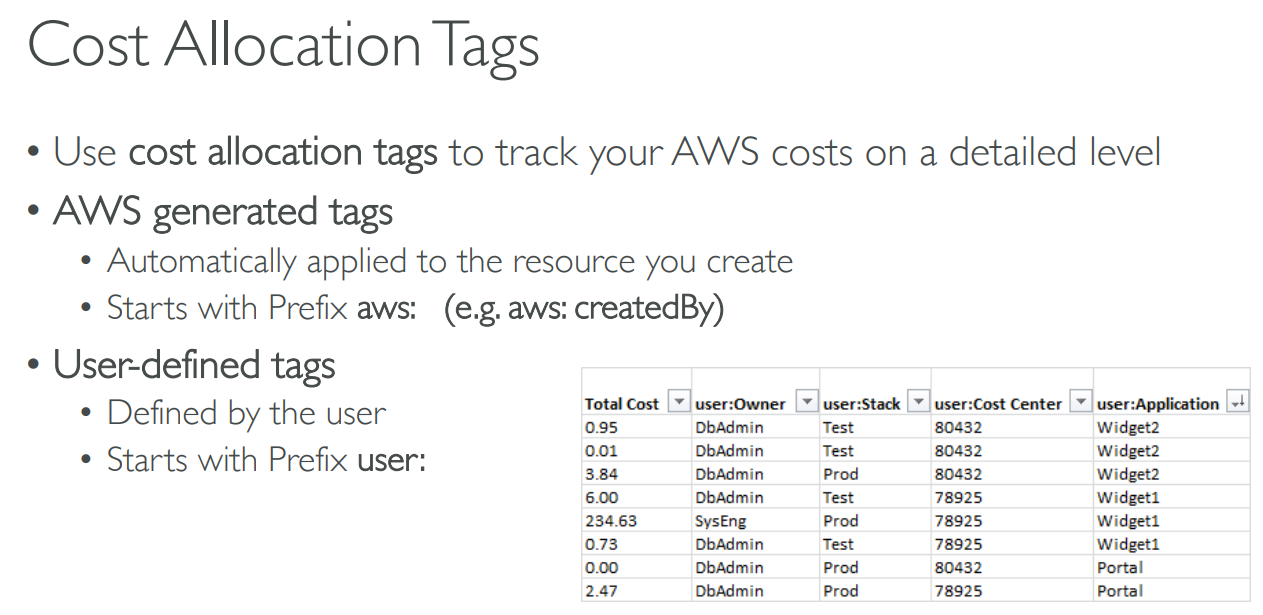 Cost Allocation Tags
• Use cost allocation tags to track your AWS costs on a detailed level
• AWS generated tags
• Automatically applied to the resource you create
• Starts with Prefix aws: (e.g. aws: createdBy)
• User-defined tags
• Defined by the user
• Starts with Prefix user:
Total Cost user:Owner user:Stack user:Cost Center user:Application
0.95 DbAdmin Test 80432 Widget2
0.01 DbAdmin Test 80432 Widget2
3.84 DbAdmin Prod 80432 Widget2
6.00 DbAdmin Test 78925 Widget1
234.63 SysEng Prod 78925 Widget1
0.73 DbAdmin Test 78925 Widget1
0.00 DbAdmin Prod 80432 Portal
2.47 DbAdmin Prod 78925 Portal